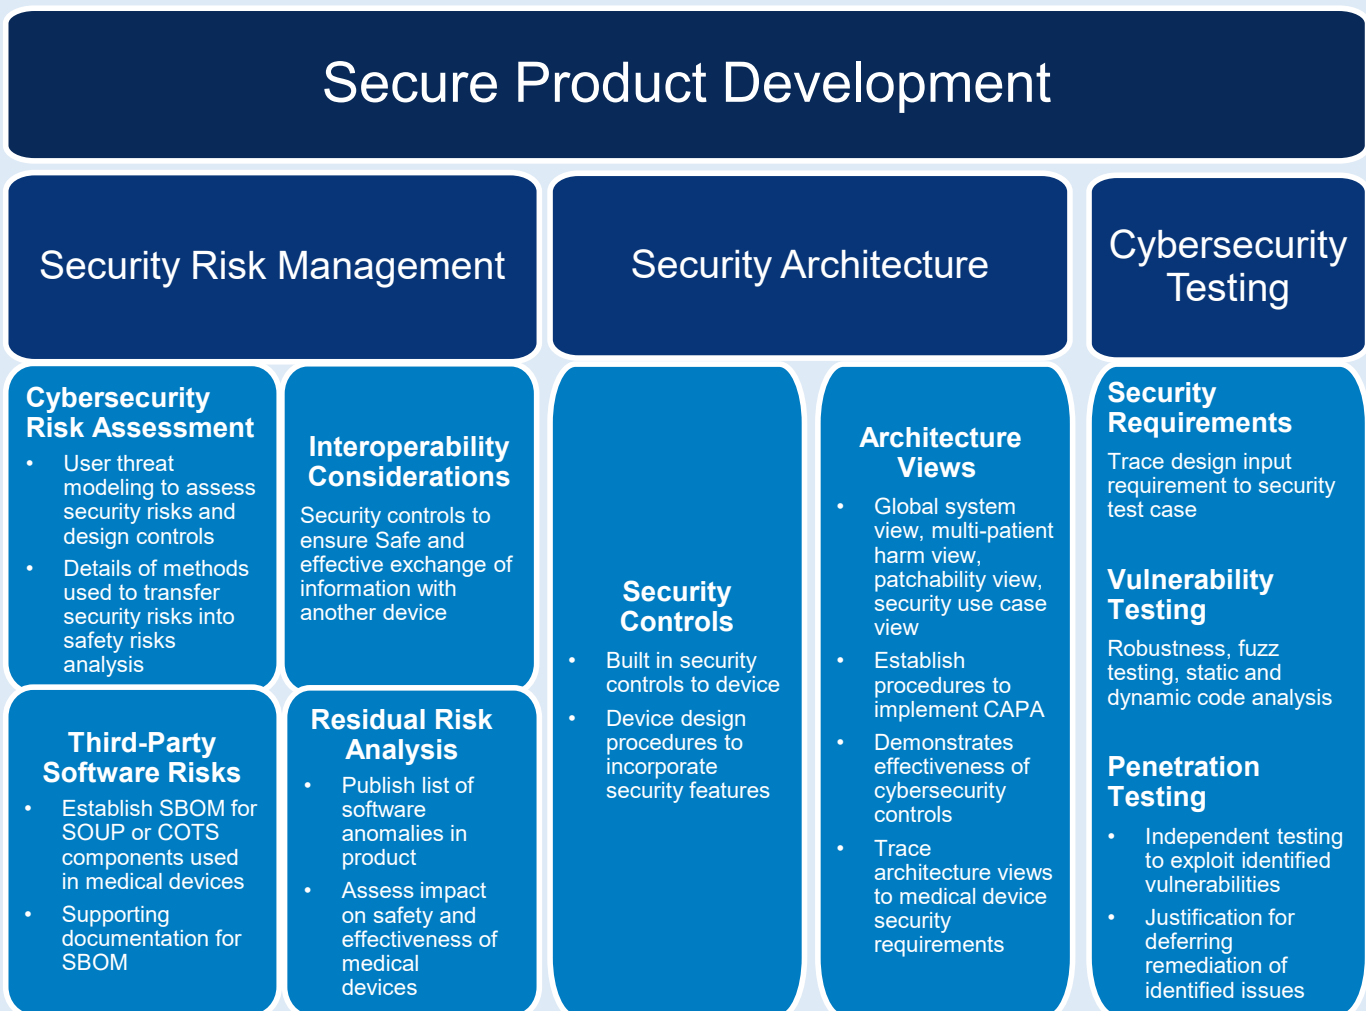 Secure Product Development
Security Risk Management
Security Architecture
Cybersecurity
Testing
Cybersecurity
Risk Assessment
• User threat
modeling to assess
security risks and
design controls
• Details of methods
used to transfer
security risks into
safety risks
analysis
Interoperability
Considerations
Security controls to
ensure Safe and
effective exchange of
information with
another device
Third-Party
Software Risks
• Establish SBOM for
SOUP or COTS
components used
in medical devices
• Supporting
documentation for
SBOM
Residual Risk
Analysis
• Publish list of
software
anomalies in
product
• Assess impact
on safety and
effectiveness of
medical
devices
Security
Controls
• Built in security
controls to device
• Device design
procedures to
incorporate
security features
Architecture
Views
• Global system
view, multi-patient
harm view,
patchability view,
security use case
view
• Establish
procedures to
implement CAPA
• Demonstrates
effectiveness of
cybersecurity
controls
• Trace
architecture views
to medical device
security
requirements
Security
Requirements
Trace design input
requirement to security
test case
Vulnerability
Testing
Robustness, fuzz
testing, static and
dynamic code analysis
Penetration
Testing
• Independent testing
to exploit identified
vulnerabilities
• Justification for
deferring
remediation of
identified issues